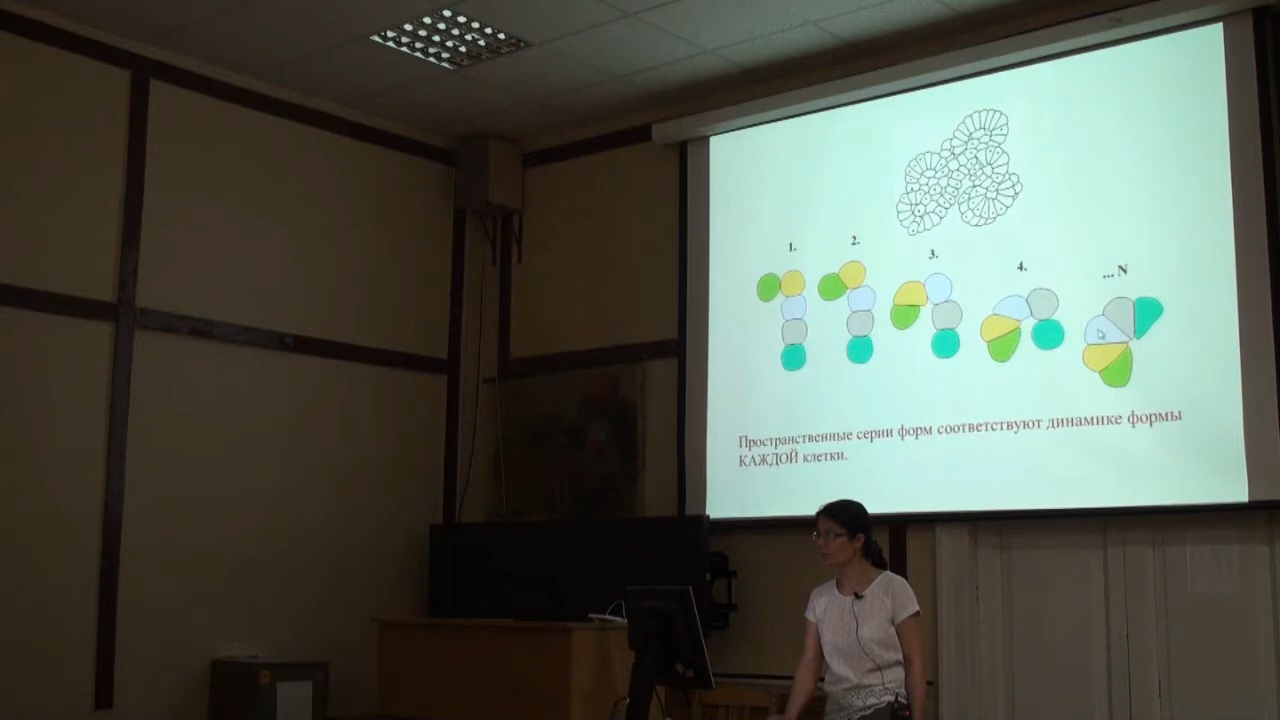 1.
2.
3.
4.
... N
Пространственные серии форм соответствуют динамике формы
КАЖДОЙ клетки.